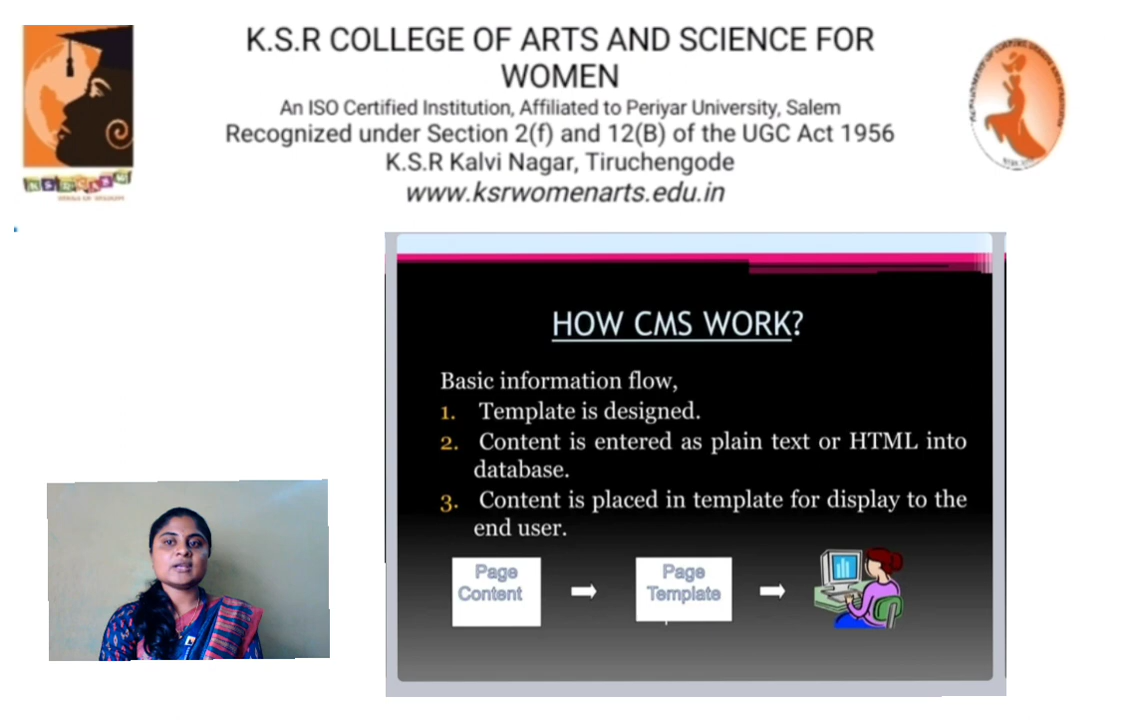 K.S.R COLLEGE OF ARTS AND SCIENCE FOR
WOMEN
An ISO Certified Institution, Affiliated to Periyar University, Salem
Recognized under Section 2(f) and 12(B) of the UGC Act 1956
K.S.R Kalvi Nagar, Tiruchengode
www.ksrwomenarts.edu.in
HOW CMS WORK?
Basic information flow,
1. Template is designed.
2. Content is entered as plain text or HTML into
database.
3. Content is placed in template for display to the
end user.
Page
Content
Page
Template